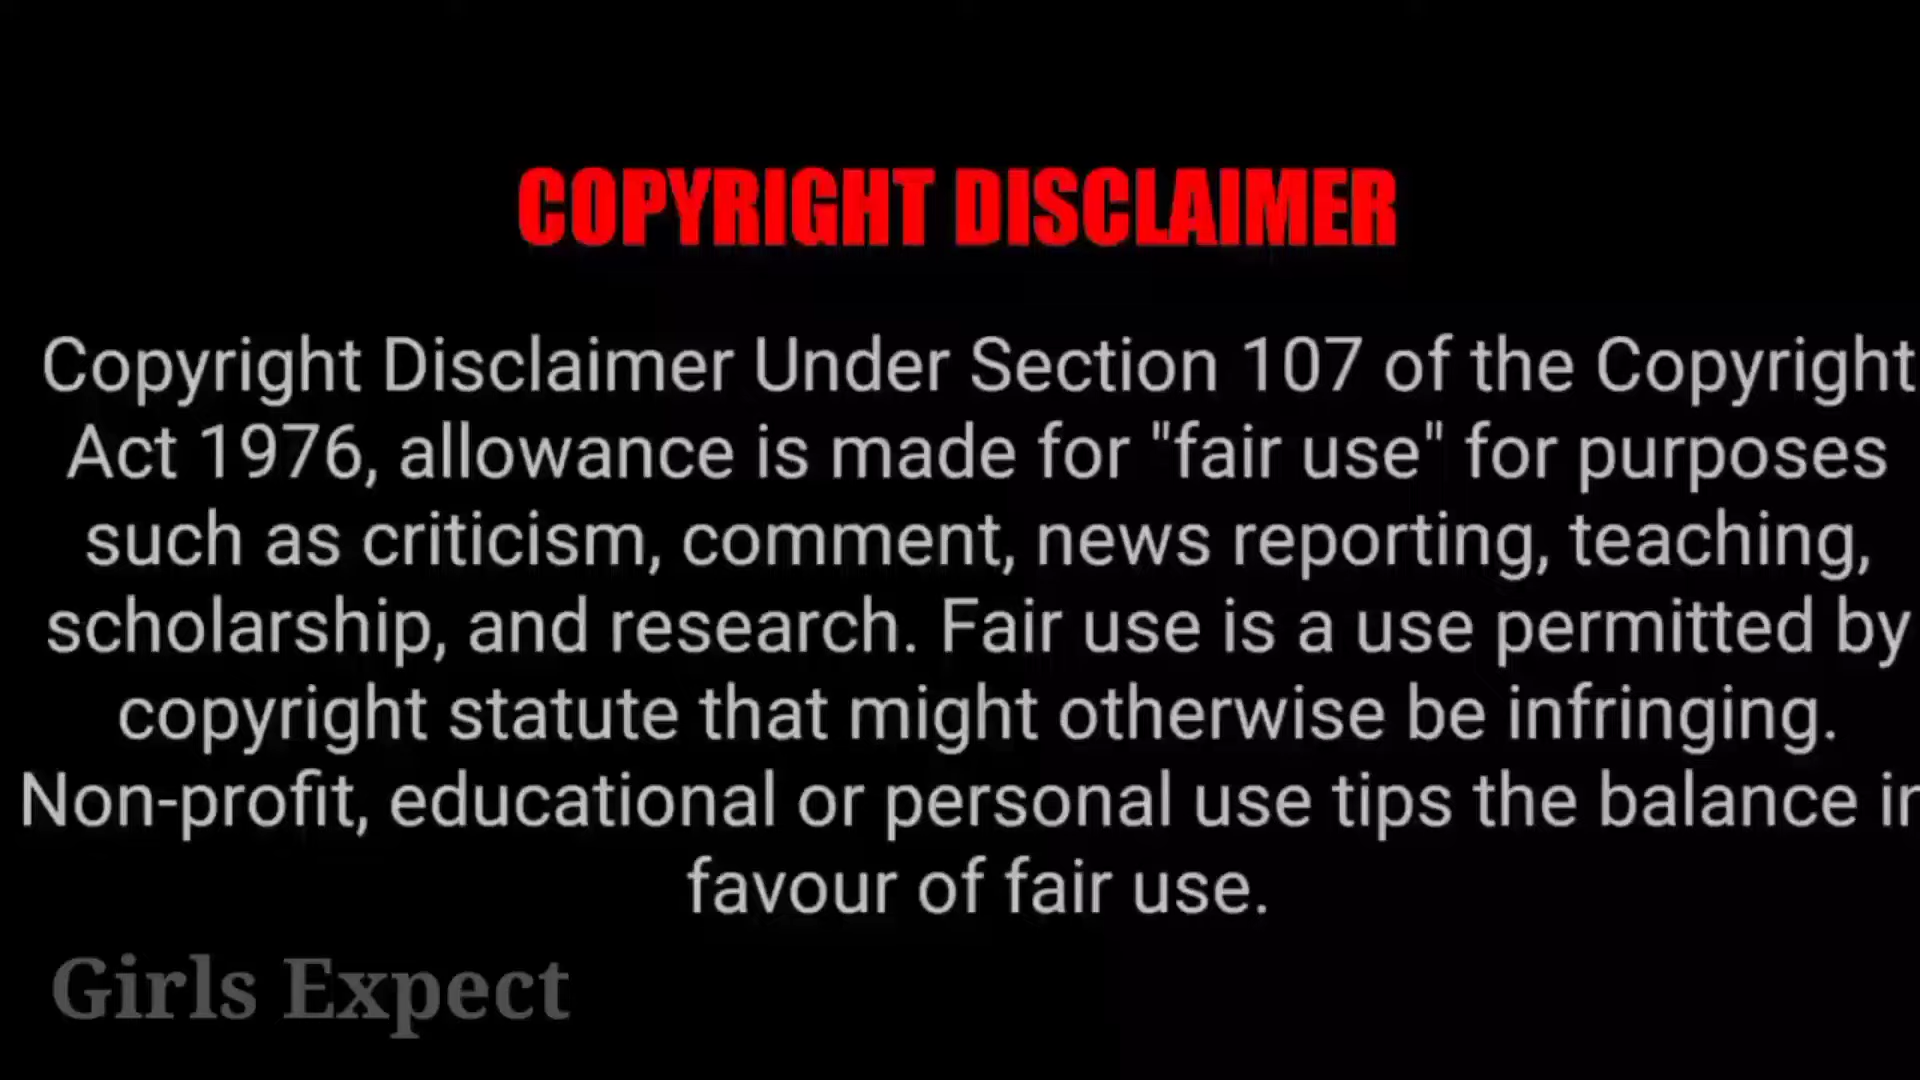 COPYRIGHT DISCLAIMER
Copyright Disclaimer Under Section 107 of the Copyright
Act 1976, allowance is made for "fair use" for purposes
such as criticism, comment, news reporting, teaching,
scholarship, and research. Fair use is a use permitted by
copyright statute that might otherwise be infringing.
Non-profit, educational or personal use tips the balance in
favour of fair use.
Girls Expect